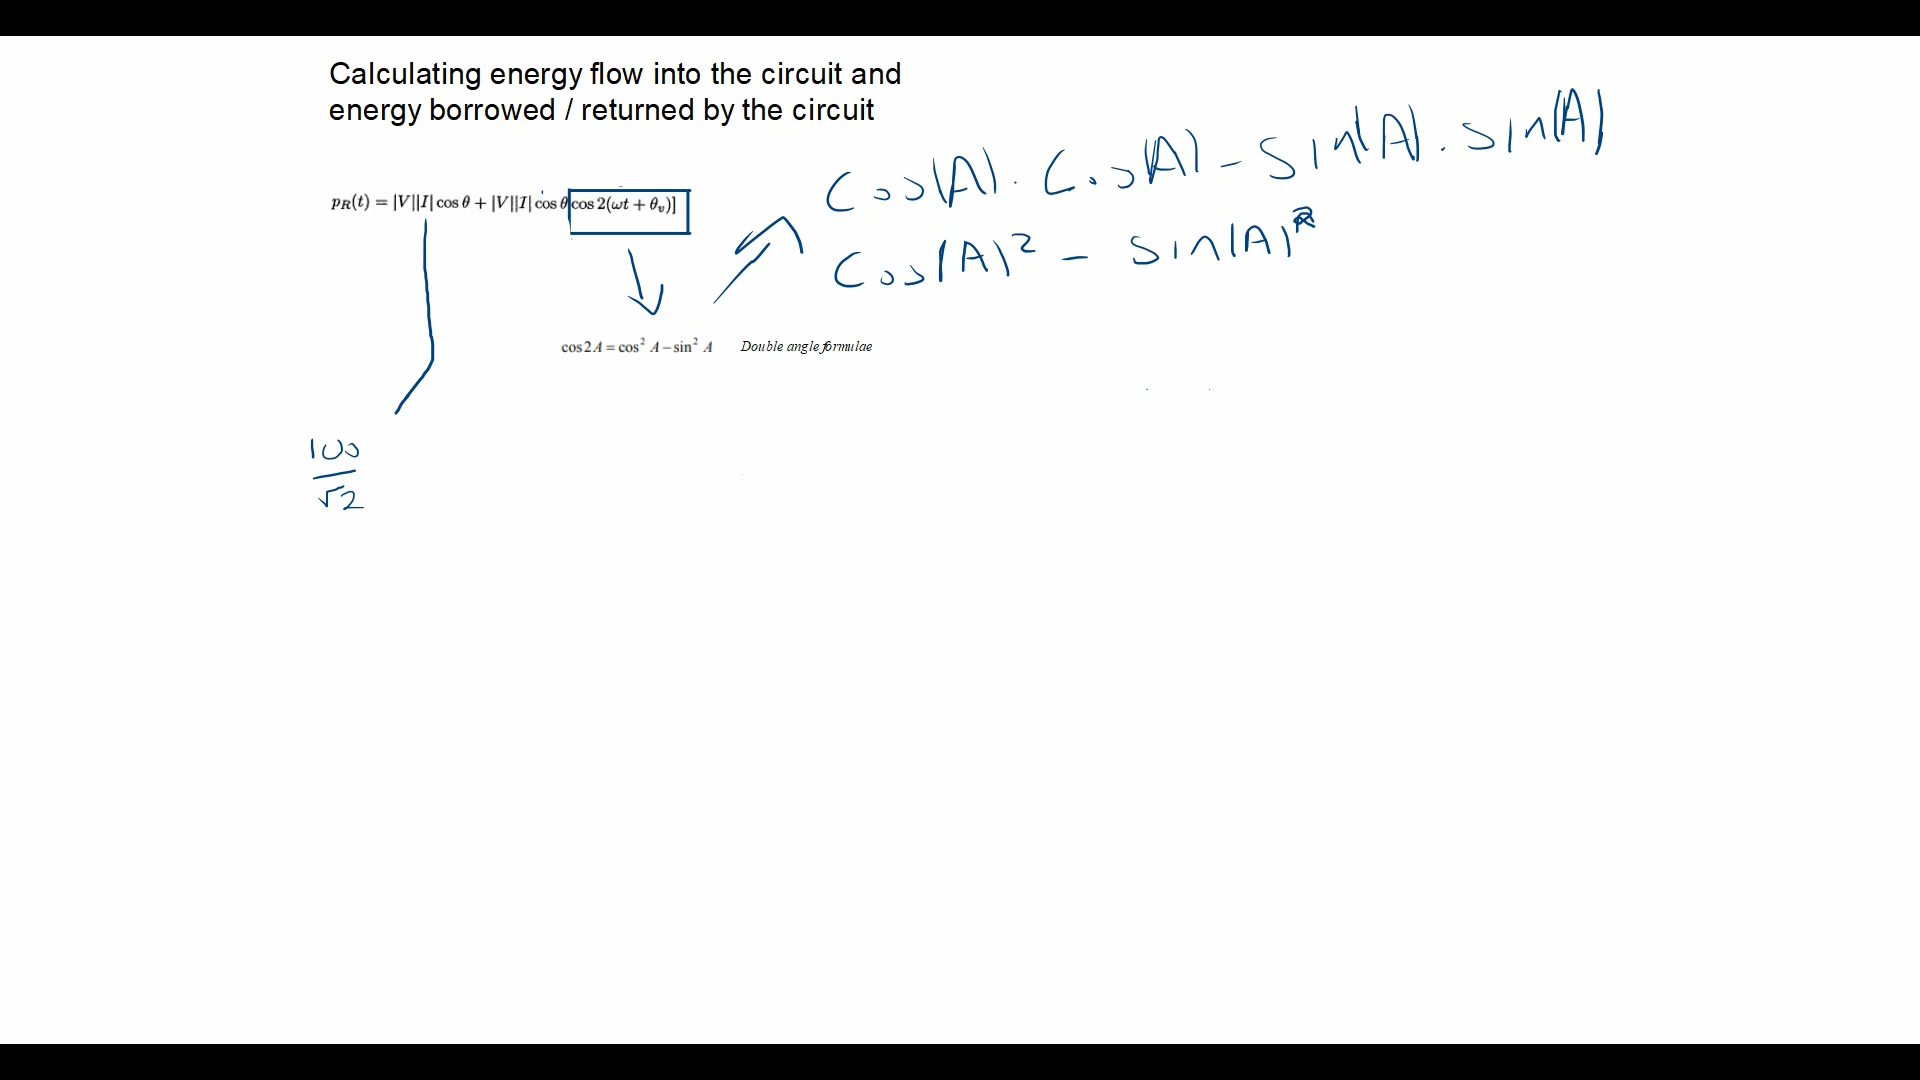 Calculating energy flow into the circuit and
energy borrowed / returned by the circuit
Cos(A). Cos(A) - Sin(A). Sin(A)
p_R(t) = |V||I| cos θ + |V||I| cos θ cos 2(ωt + θ_v)]
Cos(A)² - Sin(A)²
cos 2A = cos² A − sin² A Double angle formulae
100
√2